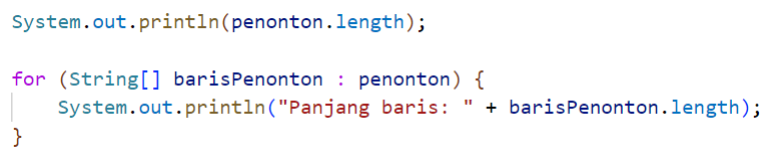 System.out.println(penonton.length);
for (String[] barisPenonton : penonton) {
System.out.println("Panjang baris: " + barisPenonton.length);
}